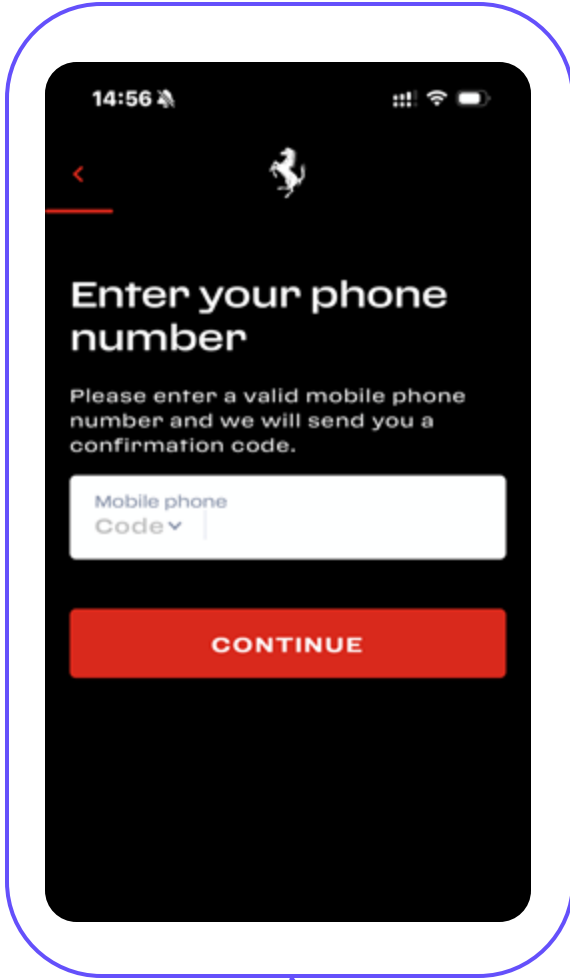 14:56
Enter your phone
number
Please enter a valid mobile phone
number and we will send you a
confirmation code.
Mobile phone
Code
CONTINUE